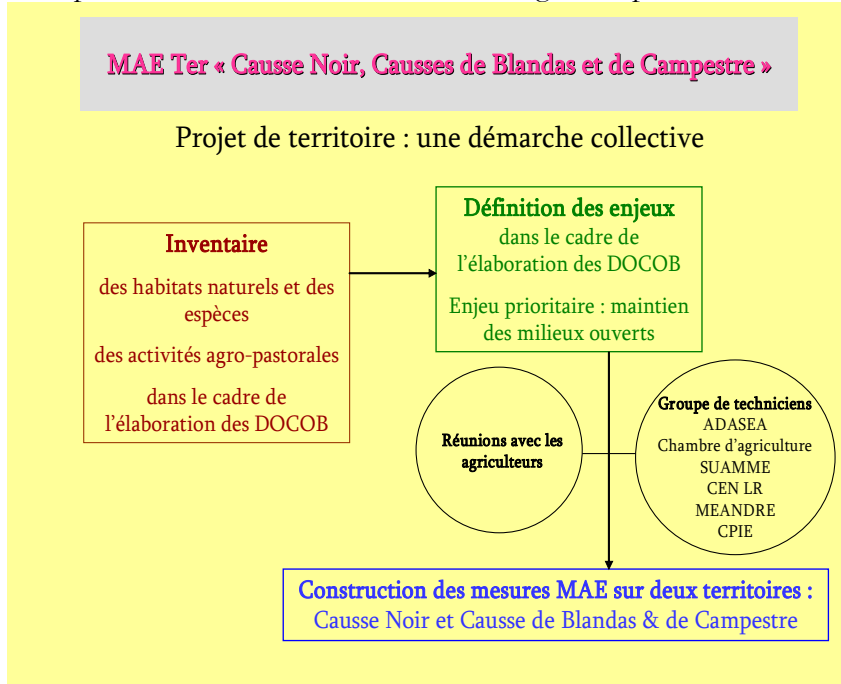 MAE Ter « Causse Noir, Causses de Blandas et de Campestre »
Projet de territoire : une démarche collective
Inventaire
des habitats naturels et des
espèces
des activités agro-pastorales
dans le cadre de
l'élaboration des DOCOB
Définition des enjeux
dans le cadre de
l'élaboration des DOCOB
Enjeu prioritaire : maintien
des milieux ouverts
Réunions avec les
agriculteurs
Groupe de techniciens
ADASEA
Chambre d'agriculture
SUAMME
CEN LR
MEANDRE
CPIE
Construction des mesures MAE sur deux territoires :
Causse Noir et Causse de Blandas & de Campestre